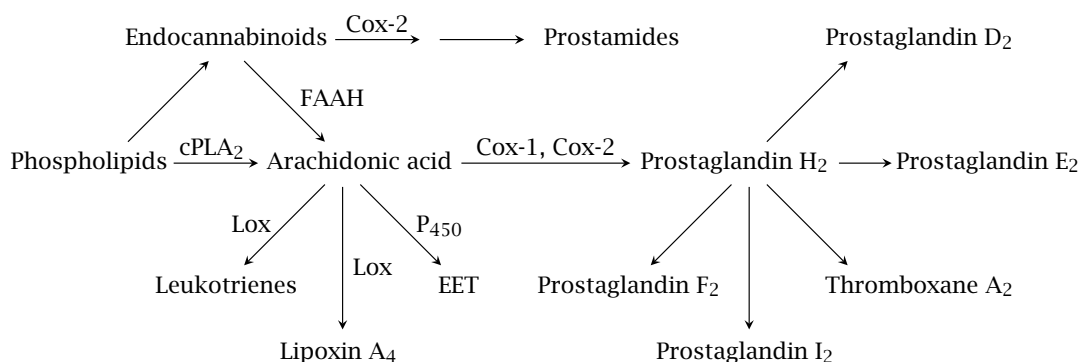 Endocannabinoids Cox-2 Prostamides Prostaglandin D₂
FAAH
Phospholipids cPLA₂ Arachidonic acid Cox-1, Cox-2 Prostaglandin H₂ Prostaglandin E₂
Lox P₄₅₀
Leukotrienes Lox EET Prostaglandin F₂ Thromboxane A₂
Lipoxin A₄ Prostaglandin I₂